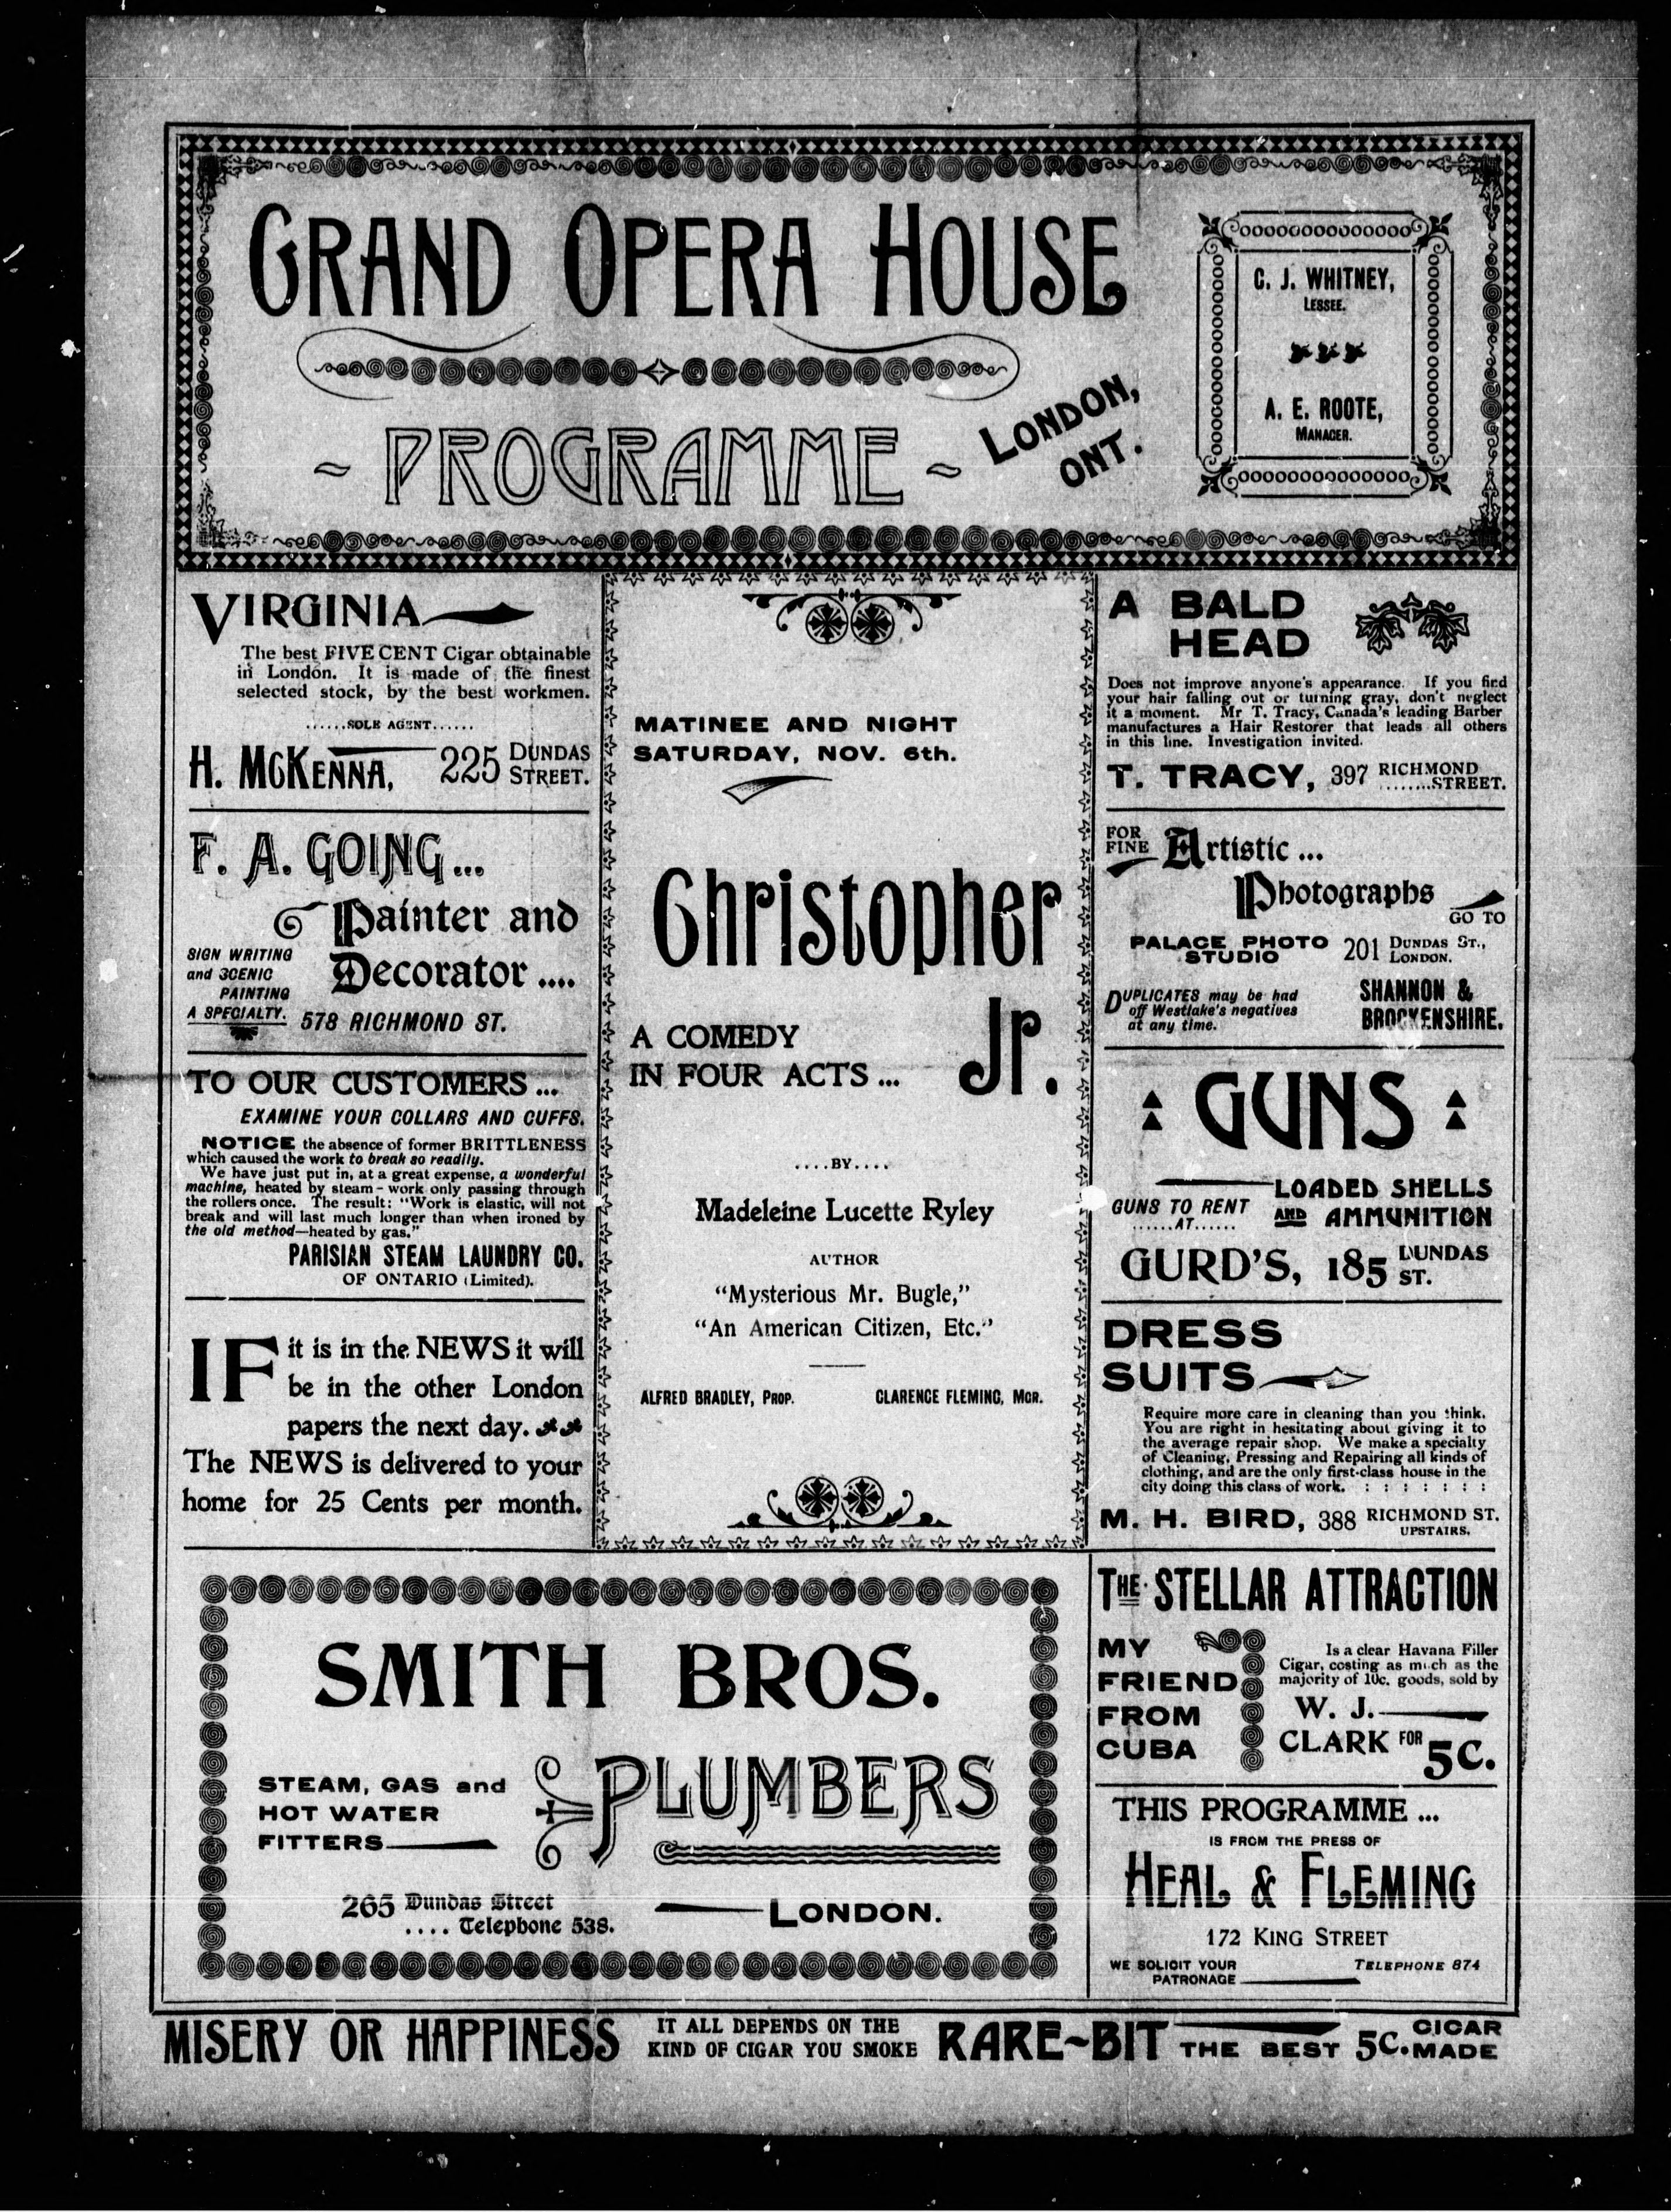 GRAND OPERA HOUSE
~ PROGRAMME ~
LONDON,
ONT.
C. J. WHITNEY,
LESSEE.
A. E. ROOTE,
MANAGER.
VIRGINIA
The best FIVE CENT Cigar obtainable
in London. It is made of the finest
selected stock, by the best workmen.
......SOLE AGENT......
H. McKENNA, 225 DUNDAS
STREET.
F. A. GOING...
Painter and
Decorator ....
SIGN WRITING
and SCENIC
PAINTING
A SPECIALTY.
578 RICHMOND ST.
TO OUR CUSTOMERS ...
EXAMINE YOUR COLLARS AND CUFFS.
NOTICE the absence of former BRITTLENESS
which caused the work to break so readily.
We have just put in, at a great expense, a wonderful
machine, heated by steam - work only passing through
the rollers once. The result: "Work is elastic, will not
break and will last much longer than when ironed by
the old method—heated by gas."
PARISIAN STEAM LAUNDRY CO.
OF ONTARIO (Limited).
IF it is in the NEWS it will
be in the other London
papers the next day.
The NEWS is delivered to your
home for 25 Cents per month.
MATINEE AND NIGHT
SATURDAY, NOV. 6th.
Christopher
Jr.
A COMEDY
IN FOUR ACTS ...
....BY....
Madeleine Lucette Ryley
AUTHOR
"Mysterious Mr. Bugle,"
"An American Citizen, Etc."
ALFRED BRADLEY, PROP. CLARENCE FLEMING, MGR.
A BALD
HEAD
Does not improve anyone's appearance. If you find
your hair falling out or turning gray, don't neglect
it a moment. Mr T. Tracy, Canada's leading Barber
manufactures a Hair Restorer that leads all others
in this line. Investigation invited.
T. TRACY, 397 RICHMOND
........STREET.
FOR
FINE Artistic ...
Photographs
GO TO
PALACE PHOTO
STUDIO
201 DUNDAS ST.,
LONDON.
DUPLICATES may be had
off Westlake's negatives
at any time.
SHANNON &
BROCKENSHIRE.
GUNS
GUNS TO RENT
......AT......
LOADED SHELLS
AND AMMUNITION
GURD'S, 185 DUNDAS
ST.
DRESS
SUITS
Require more care in cleaning than you think.
You are right in hesitating about giving it to
the average repair shop. We make a specialty
of Cleaning, Pressing and Repairing all kinds of
clothing, and are the only first-class house in the
city doing this class of work. : : : : : : :
M. H. BIRD, 388 RICHMOND ST.
UPSTAIRS.
SMITH BROS.
STEAM, GAS and
HOT WATER
FITTERS
PLUMBERS
265 Dundas Street
.... Telephone 538.
LONDON.
THE STELLAR ATTRACTION
MY
FRIEND
FROM
CUBA
Is a clear Havana Filler
Cigar, costing as much as the
majority of 10c. goods, sold by
W. J.
CLARK FOR 5C.
THIS PROGRAMME ...
IS FROM THE PRESS OF
HEAL & FLEMING
172 KING STREET
WE SOLICIT YOUR
PATRONAGE
TELEPHONE 874
MISERY OR HAPPINESS IT ALL DEPENDS ON THE
KIND OF CIGAR YOU SMOKE RARE~BIT THE BEST 5C. CIGAR
MADE